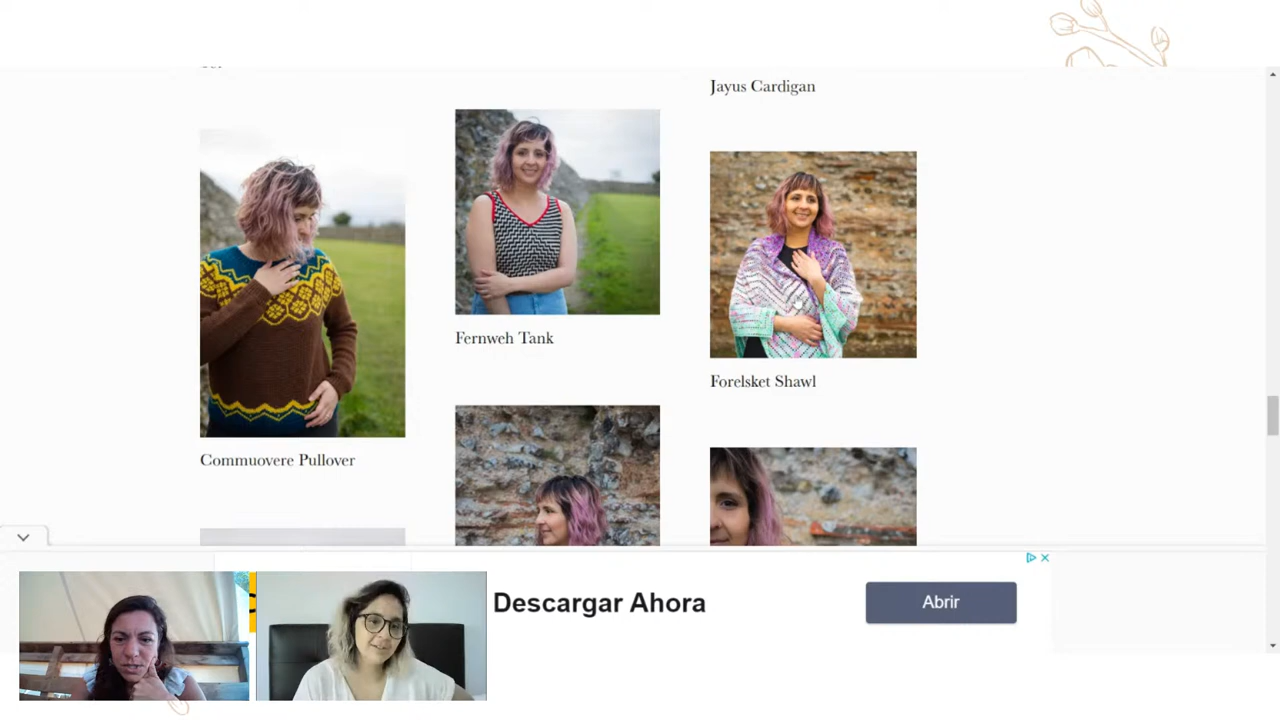 Jayus Cardigan
Fernweh Tank
Forelsket Shawl
Commuovere Pullover
Descargar Ahora
Abrir